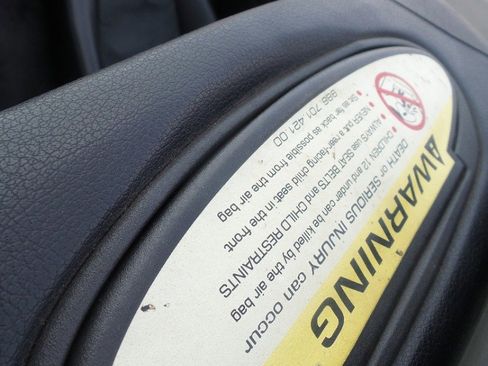 WARNING
DEATH or SERIOUS INJURY can occur
• CHILDREN 12 and under can be killed by the air bag
• ALWAYS use SEAT BELTS and CHILD RESTRAINTS
• NEVER put a rear-facing child seat in the front
• Sit as far back as possible from the air bag
986 701 421 00